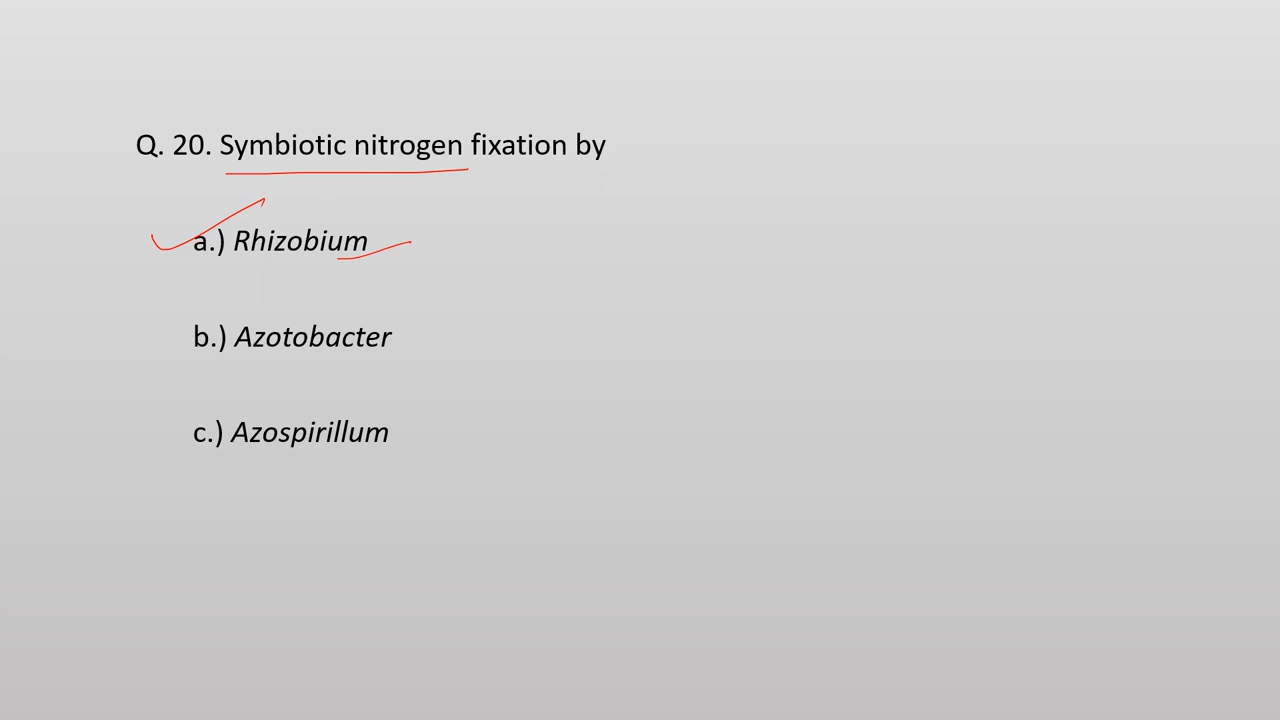 Q. 20. Symbiotic nitrogen fixation by
a.) Rhizobium
b.) Azotobacter
c.) Azospirillum